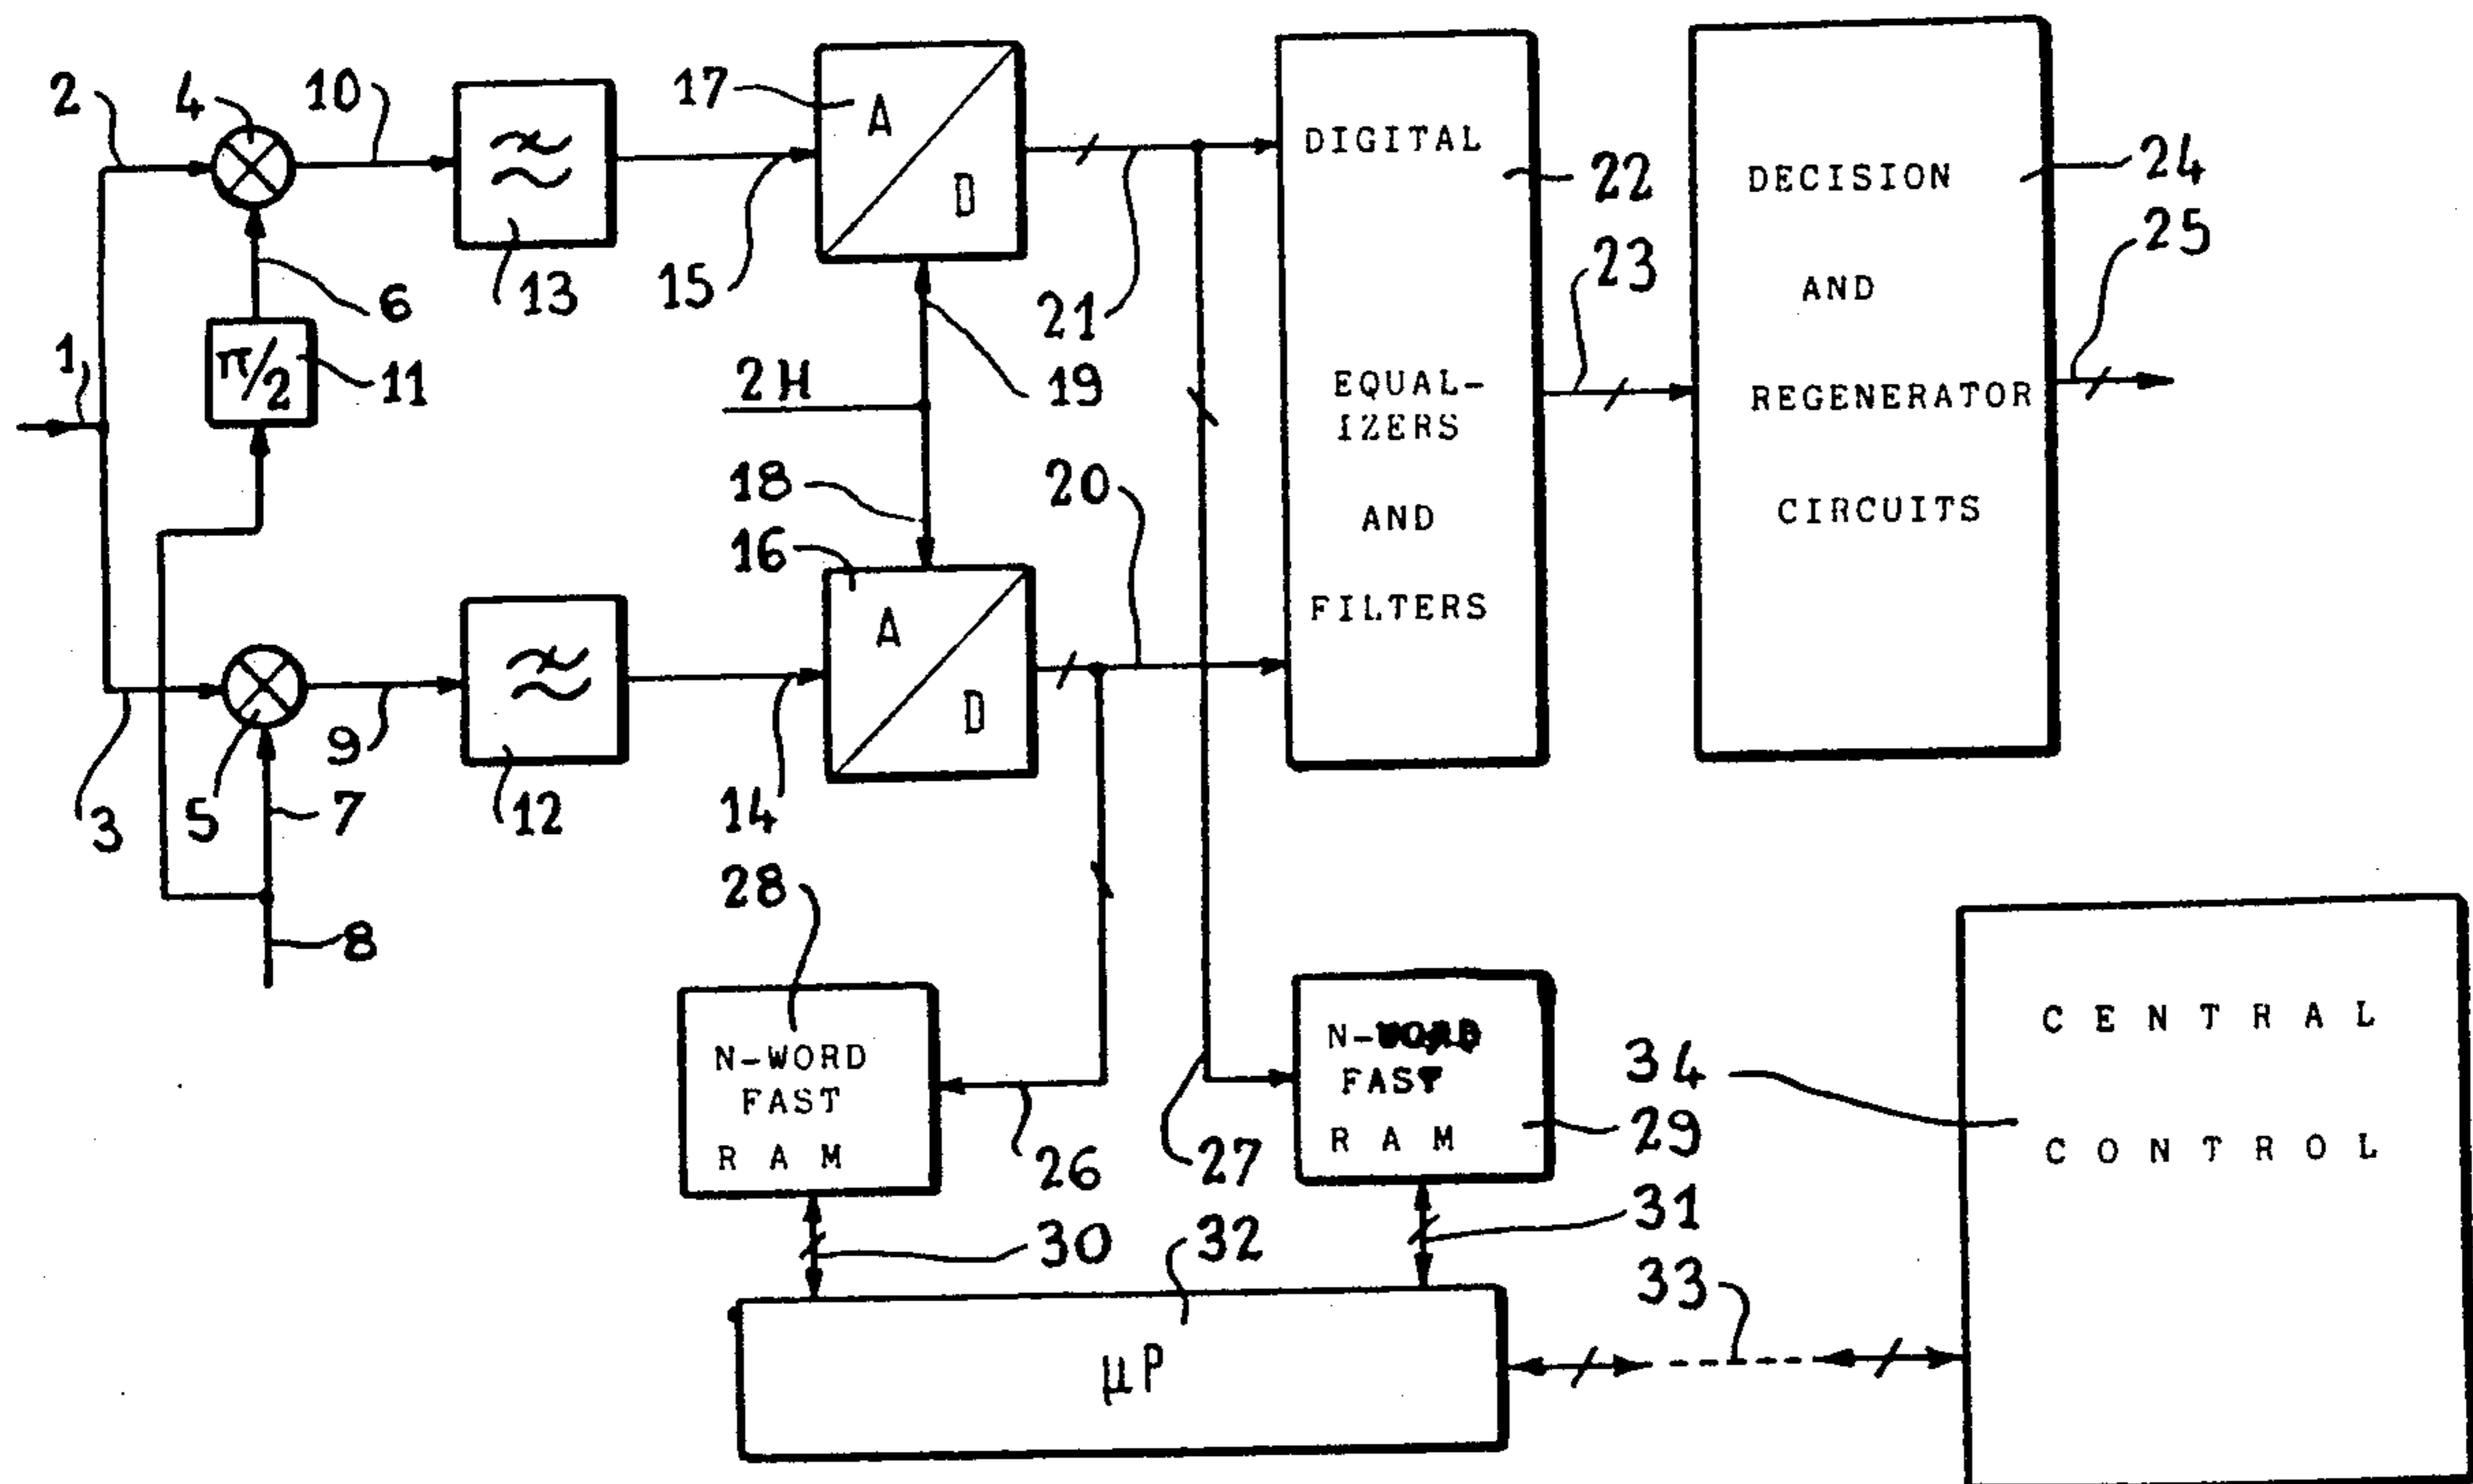 2
4
10
17
A
D
DIGITAL
EQUAL-
IZERS
AND
FILTERS
22
23
DECISION
AND
REGENERATOR
CIRCUITS
24
25
13
15
6
π/2
11
1
2H
19
21
18
16
20
A
D
3
5
9
7
8
12
14
28
N-WORD
FAST
RAM
26
27
N-WORD
FAST
RAM
29
34
CENTRAL
CONTROL
30
32
31
33
μP